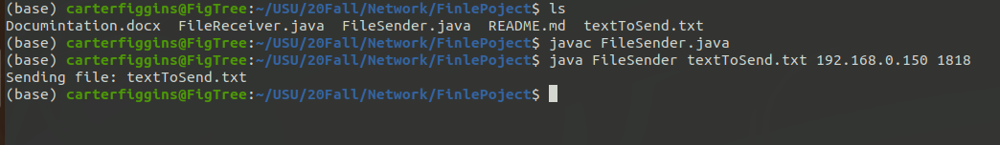 (base) carterfiggins@FigTree:~/USU/20Fall/Network/FinlePoject$ ls
Documintation.docx  FileReceiver.java  FileSender.java  README.md  textToSend.txt
(base) carterfiggins@FigTree:~/USU/20Fall/Network/FinlePoject$ javac FileSender.java
(base) carterfiggins@FigTree:~/USU/20Fall/Network/FinlePoject$ java FileSender textToSend.txt 192.168.0.150 1818
Sending file: textToSend.txt
(base) carterfiggins@FigTree:~/USU/20Fall/Network/FinlePoject$